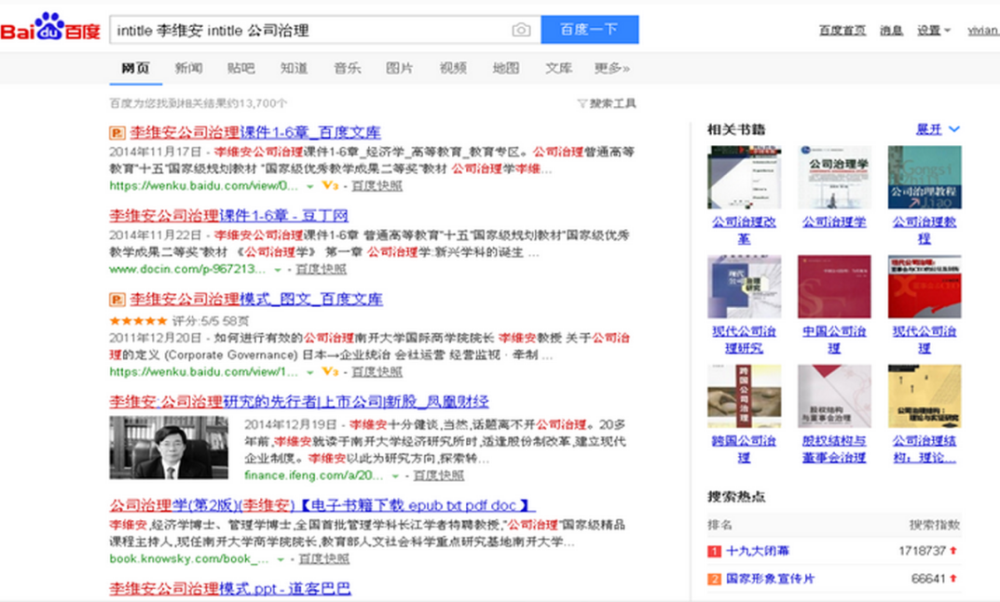 Bai du 百度
intitle 李维安 intitle 公司治理
百度一下
百度首页 消息 设置 vivian_
网页 新闻 贴吧 知道 音乐 图片 视频 地图 文库 更多»
百度为您找到相关结果约13,700个
搜索工具
李维安公司治理课件1-6章_百度文库
2014年11月17日 - 李维安公司治理课件1-6章_经济学_高等教育_教育专区。公司治理普通高等
教育"十五"国家级规划教材 "国家级优秀教学成果二等奖"教材 公司治理学李维...
https://wenku.baidu.com/view/0... V3 - 百度快照
李维安公司治理课件1-6章 - 豆丁网
2014年11月22日 - 李维安公司治理课件1-6章 普通高等教育"十五"国家级规划教材"国家级优秀
教学成果二等奖"教材 《公司治理学》 第一章 公司治理学:新兴学科的诞生 ...
www.docin.com/p-967213... - 百度快照
李维安公司治理模式_图文_百度文库
★★★★★ 评分:5/5 58页
2011年12月20日 - 如何进行有效的公司治理南开大学国际商学院院长 李维安教授 关于公司治
理的定义 (Corporate Governance) 日本→企业统治 会社运营 经营监视 · 牵制 ...
https://wenku.baidu.com/view/1... V3 - 百度快照
李维安:公司治理研究的先行者|上市公司|新股_凤凰财经
2014年12月19日 - 李维安十分健谈,当然,话题离不开公司治理。20多
年前,李维安就读于南开大学经济研究所时,适逢股份制改革,建立现代
企业制度。李维安以此为研究方向,探索转...
finance.ifeng.com/a/20... - 百度快照
公司治理学(第2版)(李维安)【电子书籍下载 epub txt pdf doc 】
李维安,经济学博士、管理学博士,全国首批管理学科长江学者特聘教授,"公司治理"国家级精品
课程主持人,现任南开大学商学院院长,教育部人文社会科学重点研究基地南开大学...
book.knowsky.com/book_... - 百度快照
李维安公司治理模式.ppt - 道客巴巴
相关书籍
展开
公司治理学
公司治理教程
公司治理改
革
公司治理学
公司治理教
程
现代公司治
理研究
中国公司治
理
现代公司治
理
跨国公司治理
股权结构
与董事会治理
跨国公司治
理
股权结构与
董事会治理
公司治理结
构：理论...
搜索热点
排名 搜索指数
1 十九大闭幕 1718737
2 国家形象宣传片 66641